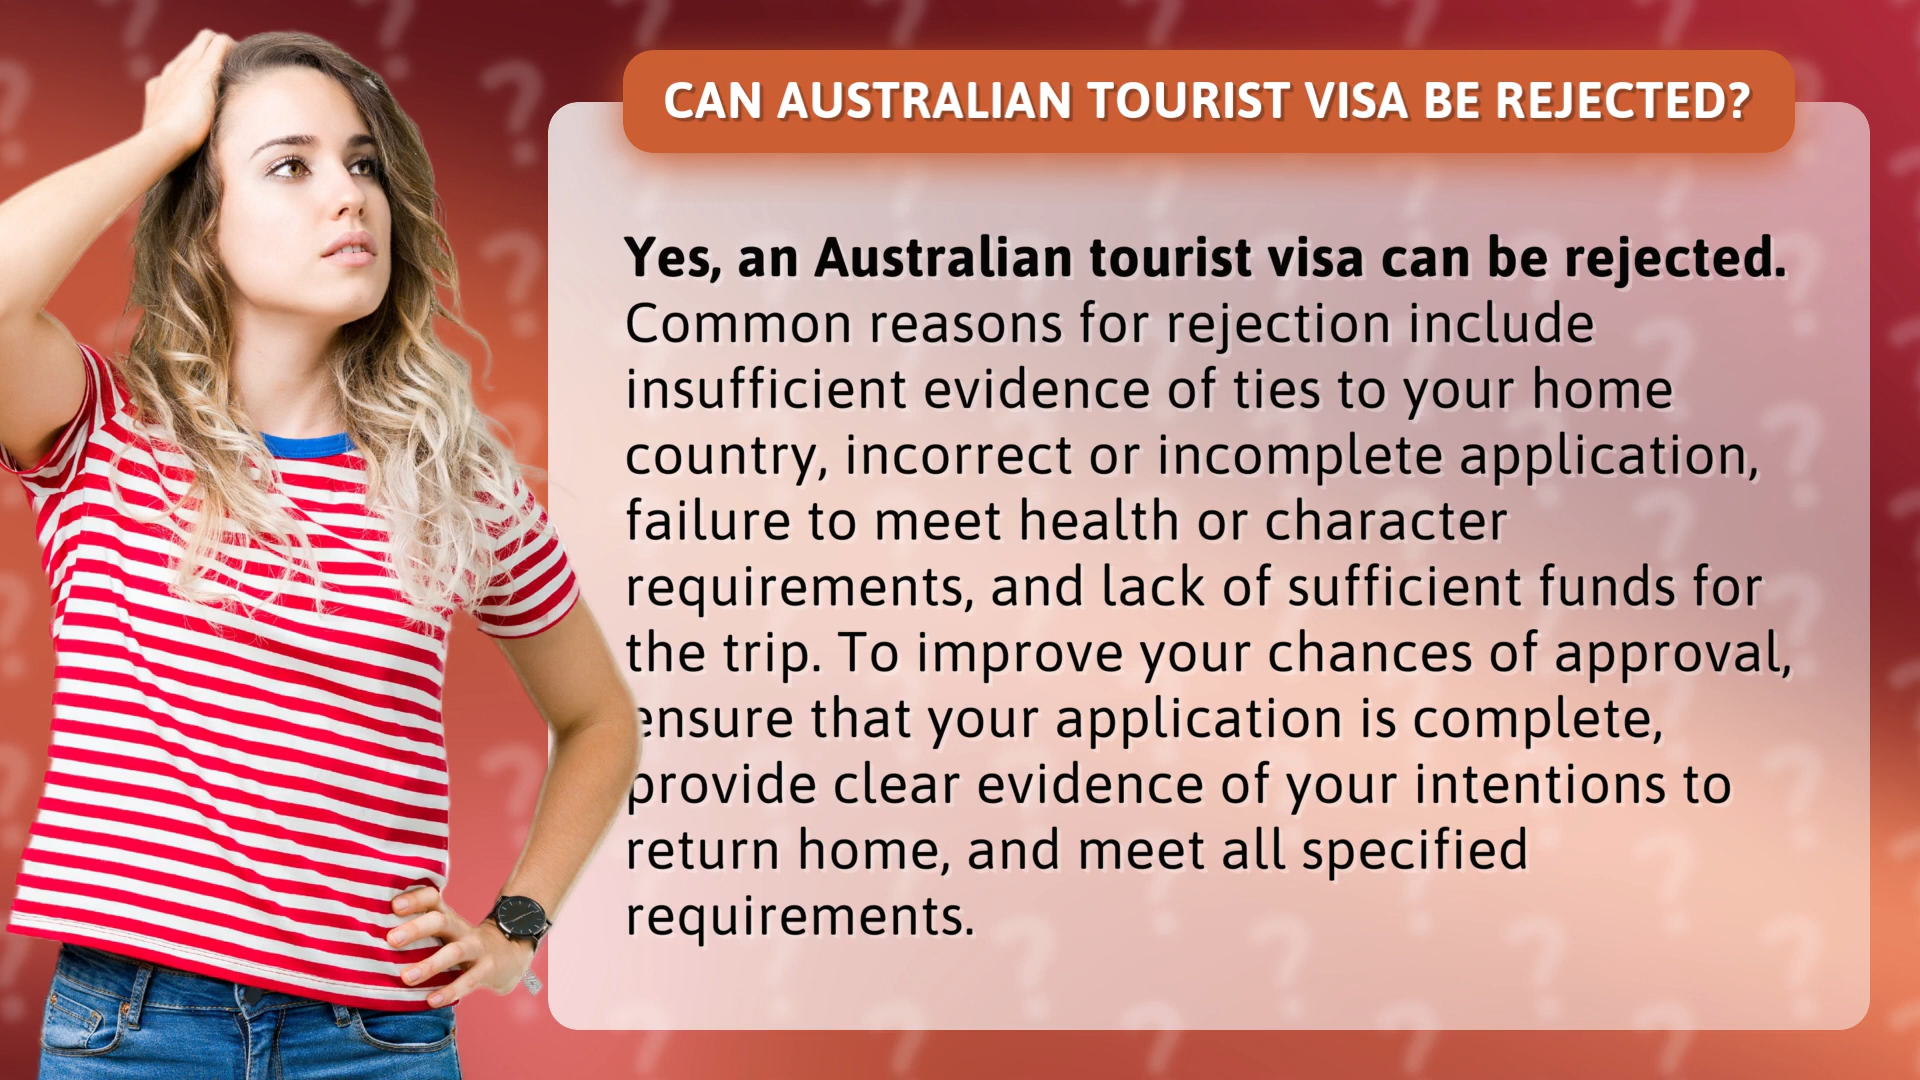 CAN AUSTRALIAN TOURIST VISA BE REJECTED?
Yes, an Australian tourist visa can be rejected.
Common reasons for rejection include
insufficient evidence of ties to your home
country, incorrect or incomplete application,
failure to meet health or character
requirements, and lack of sufficient funds for
the trip. To improve your chances of approval,
ensure that your application is complete,
provide clear evidence of your intentions to
return home, and meet all specified
requirements.